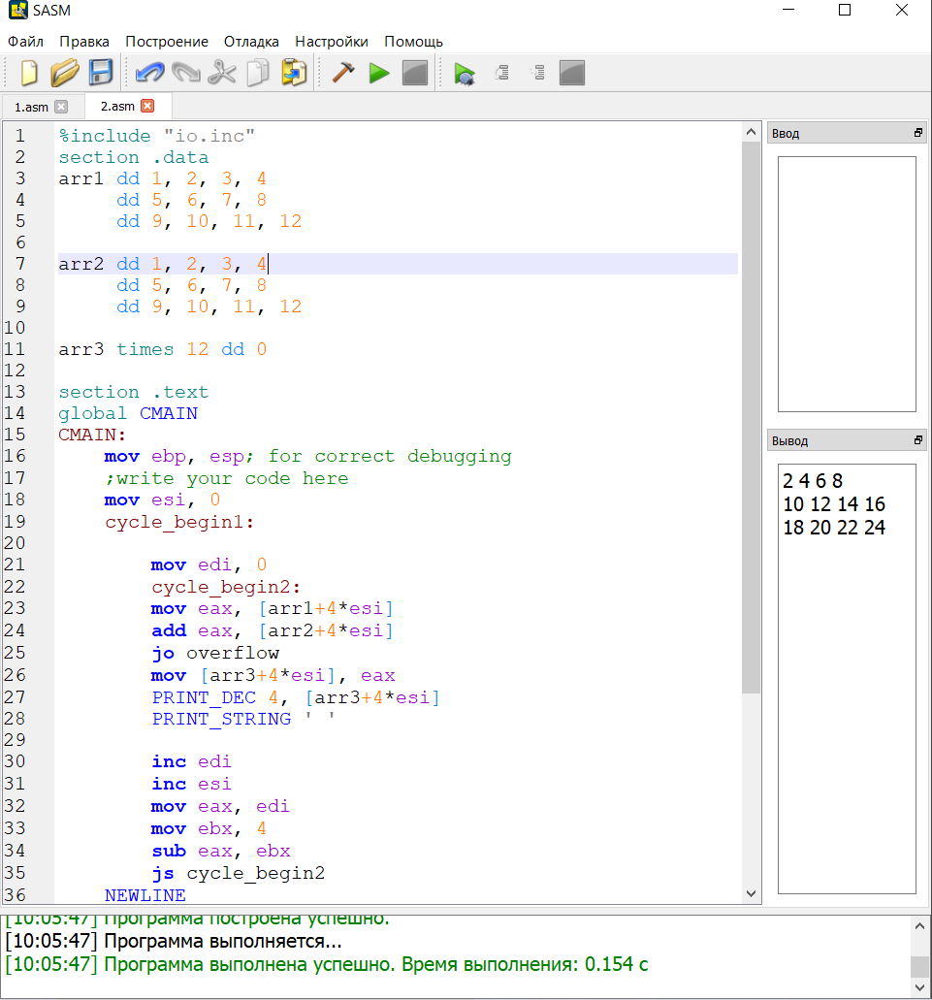 SASM
Файл Правка Построение Отладка Настройки Помощь
1.asm 2.asm
1 %include "io.inc"
2 section .data
3 arr1 dd 1, 2, 3, 4
4 dd 5, 6, 7, 8
5 dd 9, 10, 11, 12
6
7 arr2 dd 1, 2, 3, 4
8 dd 5, 6, 7, 8
9 dd 9, 10, 11, 12
10
11 arr3 times 12 dd 0
12
13 section .text
14 global CMAIN
15 CMAIN:
16 mov ebp, esp; for correct debugging
17 ;write your code here
18 mov esi, 0
19 cycle_begin1:
20
21 mov edi, 0
22 cycle_begin2:
23 mov eax, [arr1+4*esi]
24 add eax, [arr2+4*esi]
25 jo overflow
26 mov [arr3+4*esi], eax
27 PRINT_DEC 4, [arr3+4*esi]
28 PRINT_STRING ' '
29
30 inc edi
31 inc esi
32 mov eax, edi
33 mov ebx, 4
34 sub eax, ebx
35 js cycle_begin2
36 NEWLINE
Ввод
Вывод
2 4 6 8
10 12 14 16
18 20 22 24
[10:05:47] Программа построена успешно.
[10:05:47] Программа выполняется...
[10:05:47] Программа выполнена успешно. Время выполнения: 0.154 с